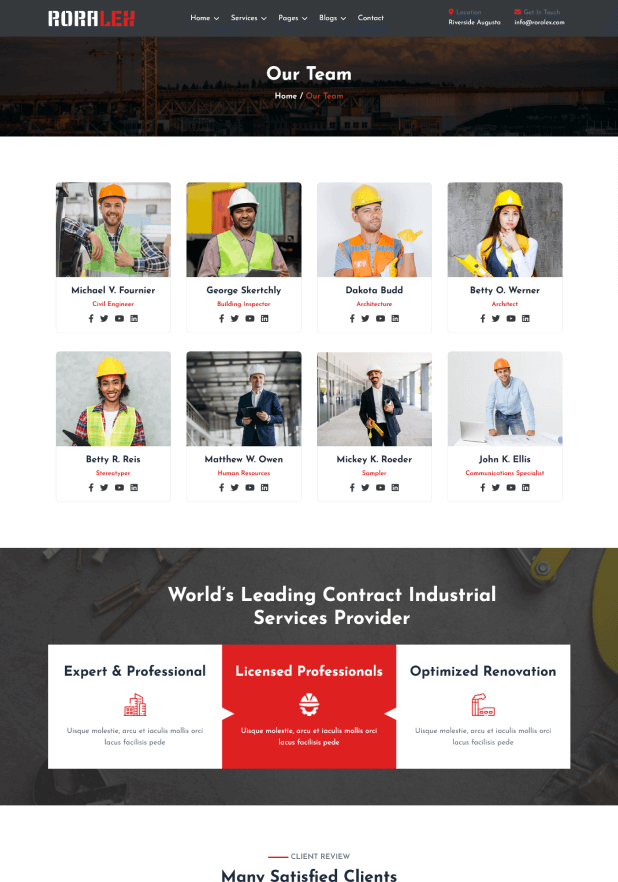 RORALEX
Home Services Pages Blogs Contact
Location
Riverside Augusta
Get In Touch
info@roralex.com
Our Team
Home / Our Team
Michael V. Fournier
Civil Engineer
George Skertchly
Building Inspector
Dakota Budd
Architecture
Betty O. Werner
Architect
Betty R. Reis
Stereotyper
Matthew W. Owen
Human Resources
Mickey K. Roeder
Sampler
John K. Ellis
Communications Specialist
World's Leading Contract Industrial
Services Provider
Expert & Professional
Uisque molestie, arcu et iaculis mollis orci
lacus facilisis pede
Licensed Professionals
Uisque molestie, arcu et iaculis mollis orci
lacus facilisis pede
Optimized Renovation
Uisque molestie, arcu et iaculis mollis orci
lacus facilisis pede
CLIENT REVIEW
Many Satisfied Clients